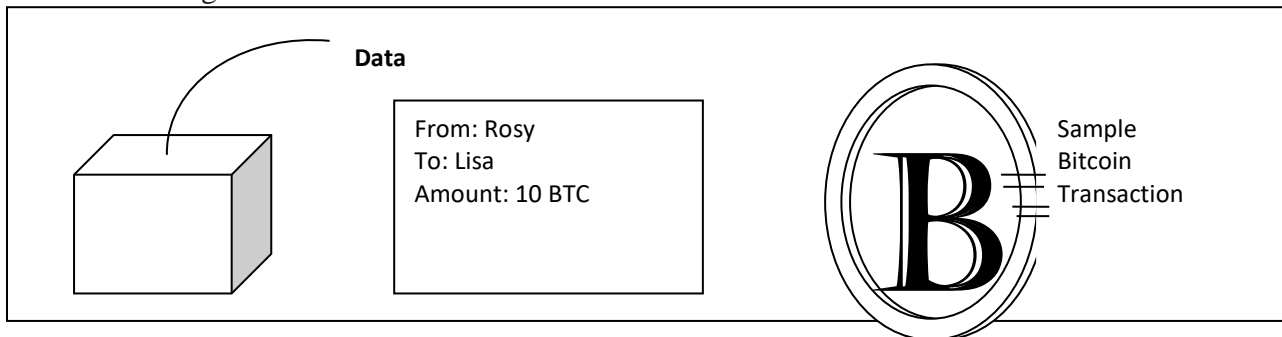 Data
From: Rosy
To: Lisa
Amount: 10 BTC
B
Sample
Bitcoin
Transaction